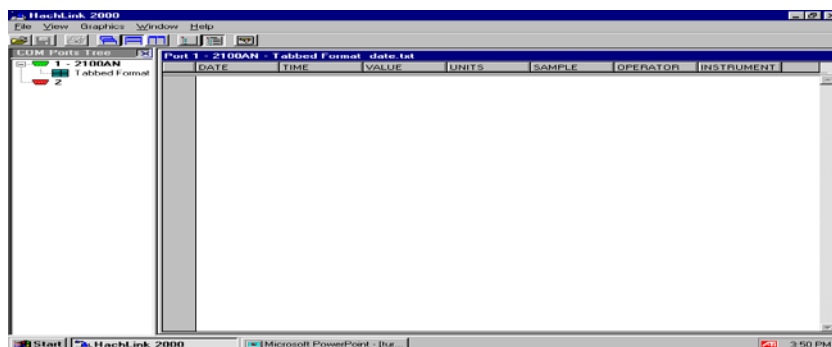 HachLink 2000
File View Graphics Window Help
COM Ports Tree
1 - 2100AN
Tabbed Format
2
Port 1 - 2100AN - Tabbed Format date.txt
DATE TIME VALUE UNITS SAMPLE OPERATOR INSTRUMENT
Start HachLink 2000 Microsoft PowerPoint - [tur... 3:50 PM